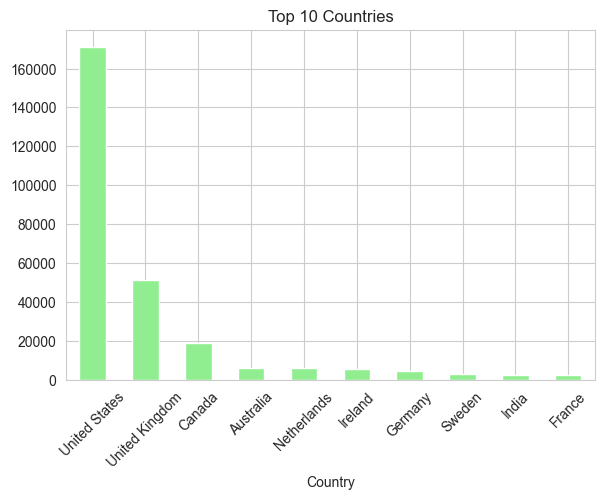 Top 10 Countries
160000
140000
120000
100000
80000
60000
40000
20000
0
United States
United Kingdom
Canada
Australia
Netherlands
Ireland
Germany
Sweden
India
France
Country